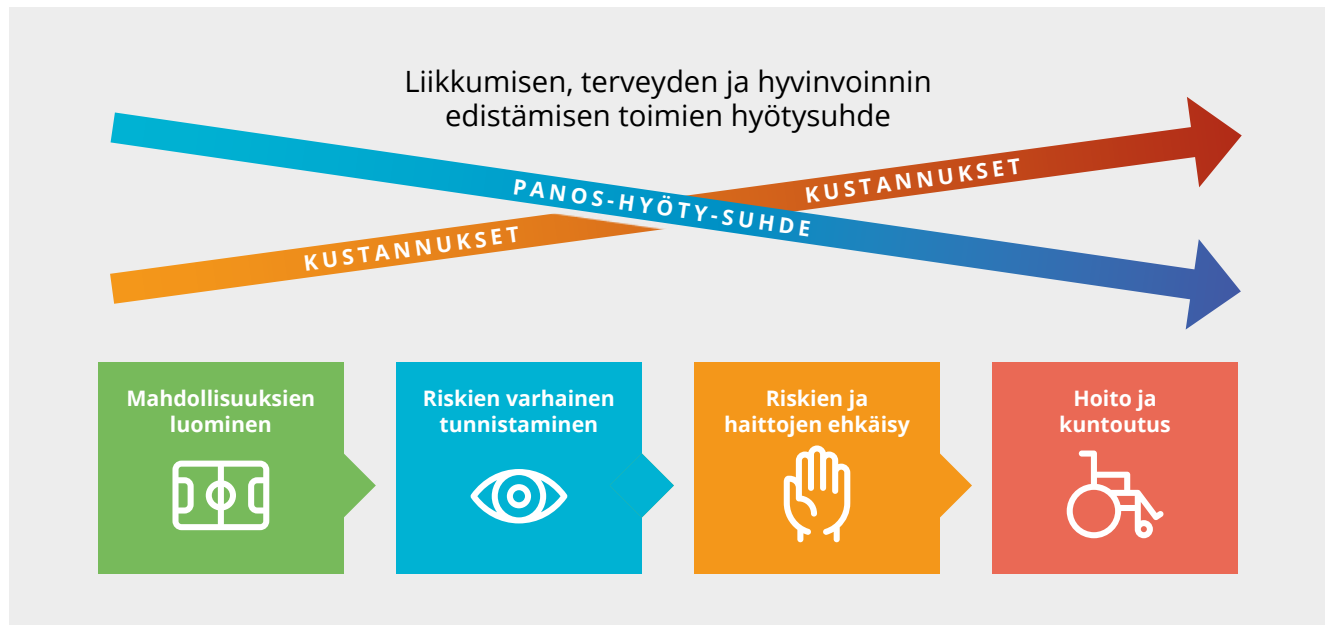 Liikkumisen, terveyden ja hyvinvoinnin
edistämisen toimien hyötysuhde
PANOS-HYÖTY-SUHDE
KUSTANNUKSET
KUSTANNUKSET
Mahdollisuuksien
luominen
Riskien varhainen
tunnistaminen
Riskien ja
haittojen ehkäisy
Hoito ja
kuntoutus